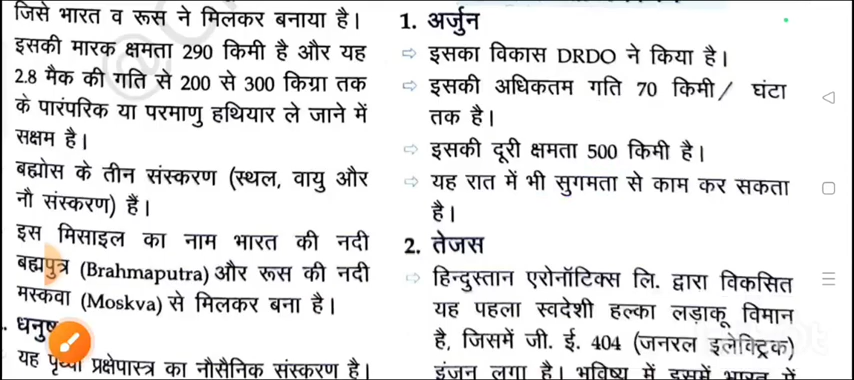 जिसे भारत व रूस ने मिलकर बनाया है।
इसकी मारक क्षमता 290 किमी है और यह
2.8 मैक की गति से 200 से 300 किग्रा तक
के पारंपरिक या परमाणु हथियार ले जाने में
सक्षम है।
बह्मोस के तीन संस्करण (स्थल, वायु और
नौ संस्करण) हैं।
इस मिसाइल का नाम भारत की नदी
बह्मपुत्र (Brahmaputra) और रूस की नदी
मस्कवा (Moskva) से मिलकर बना है।
धनुष
यह पृथ्वी प्रक्षेपास्त्र का नौसैनिक संस्करण है।
1. अर्जुन
⇨ इसका विकास DRDO ने किया है।
⇨ इसकी अधिकतम गति 70 किमी/ घंटा
तक है।
⇨ इसकी दूरी क्षमता 500 किमी है।
⇨ यह रात में भी सुगमता से काम कर सकता
है।
2. तेजस
⇨ हिन्दुस्तान एरोनॉटिक्स लि. द्वारा विकसित
यह पहला स्वदेशी हल्का लड़ाकू विमान
है, जिसमें जी. ई. 404 (जनरल इलेक्ट्रिक)
इंजन लगा है। भविष्य में इसमें भारत में